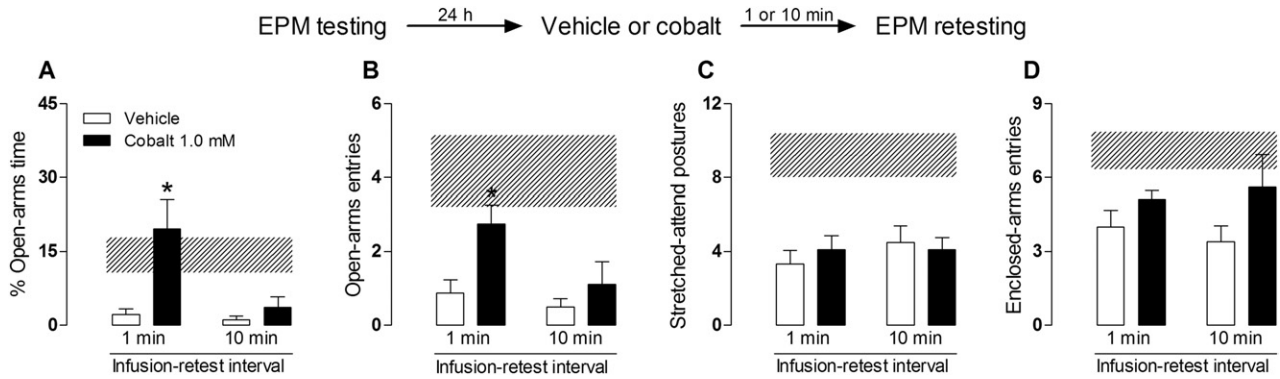 EPM testing 24 h Vehicle or cobalt 1 or 10 min EPM retesting
A
% Open-arms time
45
30
15
0
Vehicle
Cobalt 1.0 mM
*
1 min 10 min
Infusion-retest interval
B
Open-arms entries
6
4
2
0
*
1 min 10 min
Infusion-retest interval
C
Stretched-attend postures
12
8
4
0
1 min 10 min
Infusion-retest interval
D
Enclosed-arms entries
9
6
3
0
1 min 10 min
Infusion-retest interval